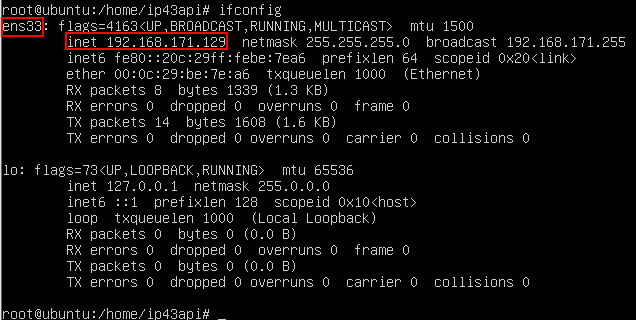 root@ubuntu:/home/ip43api# ifconfig
ens33: flags=4163<UP,BROADCAST,RUNNING,MULTICAST>  mtu 1500
        inet 192.168.171.129  netmask 255.255.255.0  broadcast 192.168.171.255
        inet6 fe80::20c:29ff:febe:7ea6  prefixlen 64  scopeid 0x20<link>
        ether 00:0c:29:be:7e:a6  txqueuelen 1000  (Ethernet)
        RX packets 8  bytes 1339 (1.3 KB)
        RX errors 0  dropped 0  overruns 0  frame 0
        TX packets 14  bytes 1608 (1.6 KB)
        TX errors 0  dropped 0 overruns 0  carrier 0  collisions 0
lo: flags=73<UP,LOOPBACK,RUNNING>  mtu 65536
        inet 127.0.0.1  netmask 255.0.0.0
        inet6 ::1  prefixlen 128  scopeid 0x10<host>
        loop  txqueuelen 1000  (Local Loopback)
        RX packets 0  bytes 0 (0.0 B)
        RX errors 0  dropped 0  overruns 0  frame 0
        TX packets 0  bytes 0 (0.0 B)
        TX errors 0  dropped 0 overruns 0  carrier 0  collisions 0
root@ubuntu:/home/ip43api# _